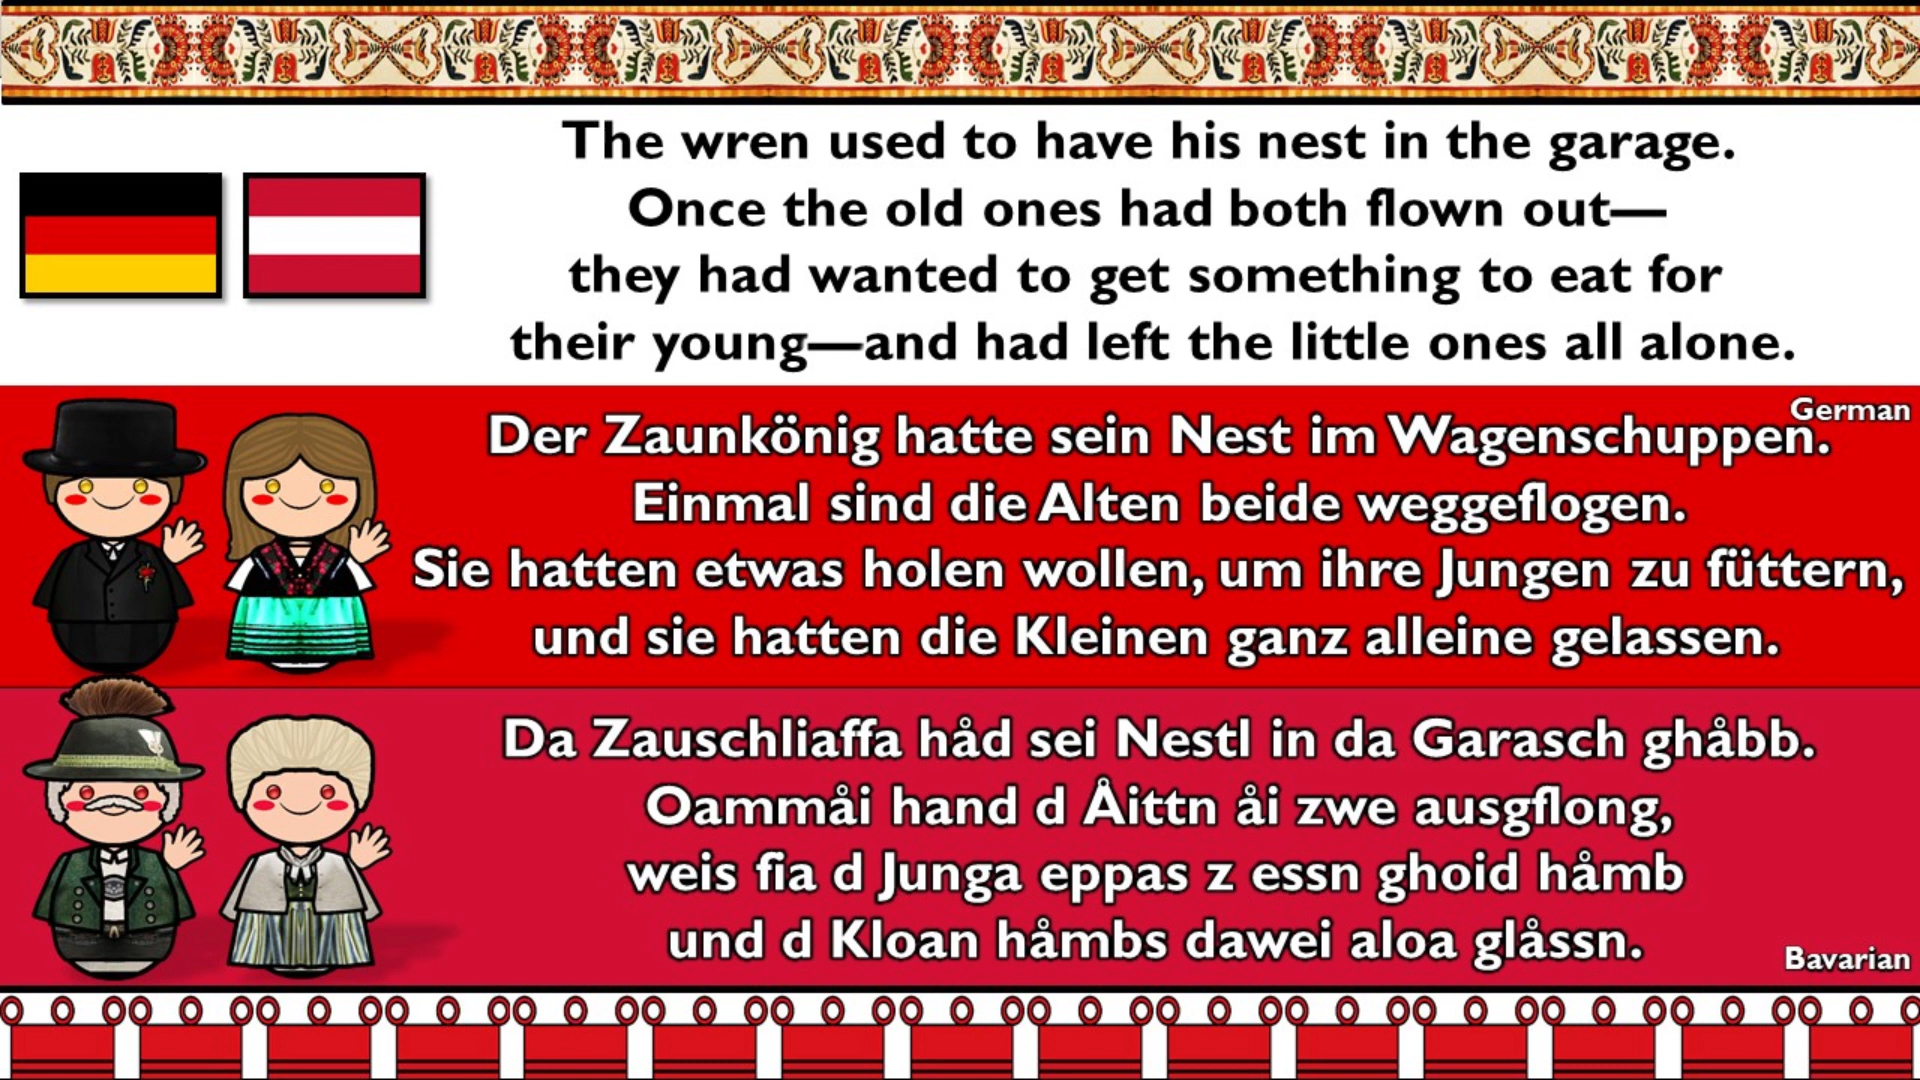 The wren used to have his nest in the garage.
Once the old ones had both flown out—
they had wanted to get something to eat for
their young—and had left the little ones all alone.
German
Der Zaunkönig hatte sein Nest im Wagenschuppen.
Einmal sind die Alten beide weggeflogen.
Sie hatten etwas holen wollen, um ihre Jungen zu füttern,
und sie hatten die Kleinen ganz alleine gelassen.
Da Zauschliaffa håd sei Nestl in da Garasch ghåbb.
Oammåi hand d Åittn åi zwe ausgflong,
weis fia d Junga eppas z essn ghoid håmb
und d Kloan håmbs dawei aloa glåssn.
Bavarian